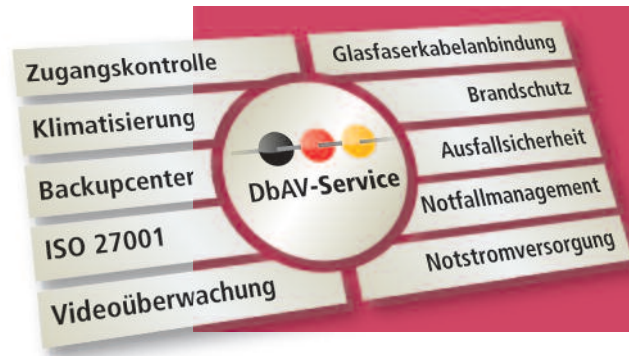 Zugangskontrolle
Klimatisierung
Backupcenter
ISO 27001
Videoüberwachung
DbAV-Service
Glasfaserkabelanbindung
Brandschutz
Ausfallsicherheit
Notfallmanagement
Notstromversorgung